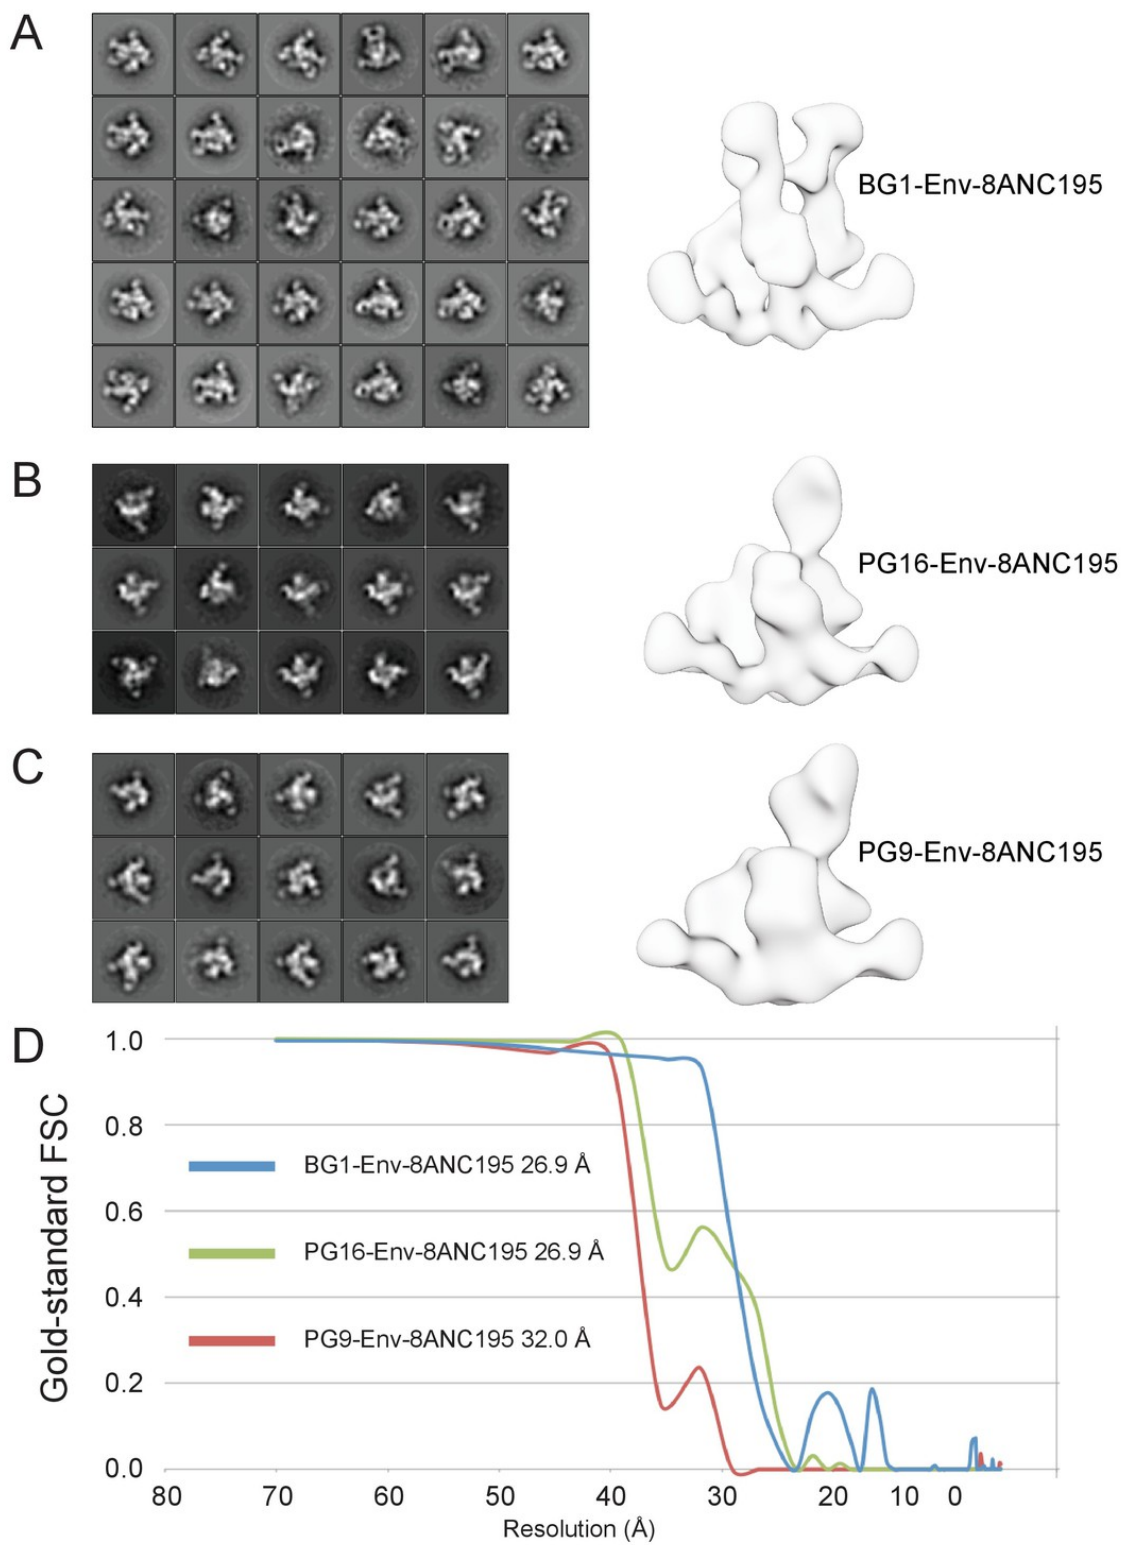 A
BG1-Env-8ANC195
B
PG16-Env-8ANC195
C
PG9-Env-8ANC195
D
Gold-standard FSC
1.0
0.8
BG1-Env-8ANC195 26.9 Å
0.6
PG16-Env-8ANC195 26.9 Å
0.4
PG9-Env-8ANC195 32.0 Å
0.2
0.0
80 70 60 50 40 30 20 10 0
Resolution (Å)